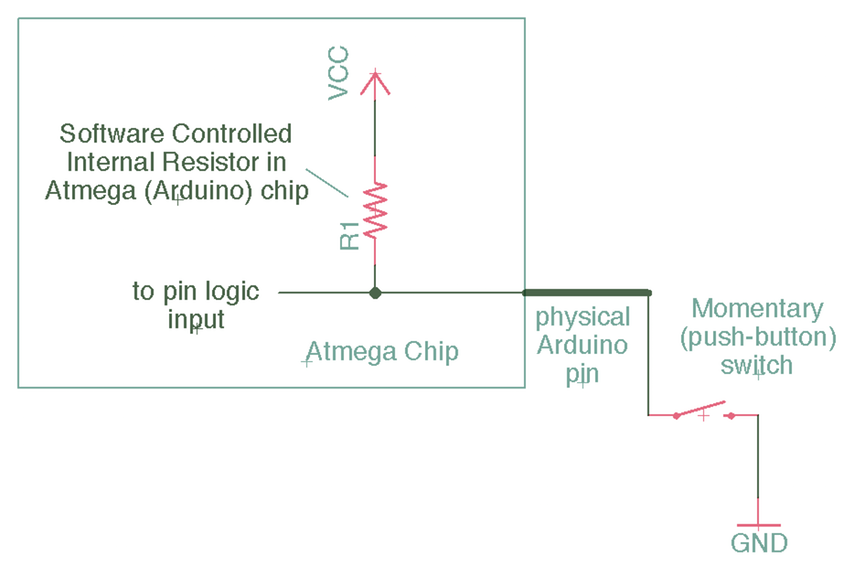 VCC
Software Controlled
Internal Resistor in
Atmega (Arduino) chip
R1
to pin logic
input
Atmega Chip
physical
Arduino
pin
Momentary
(push-button)
switch
GND